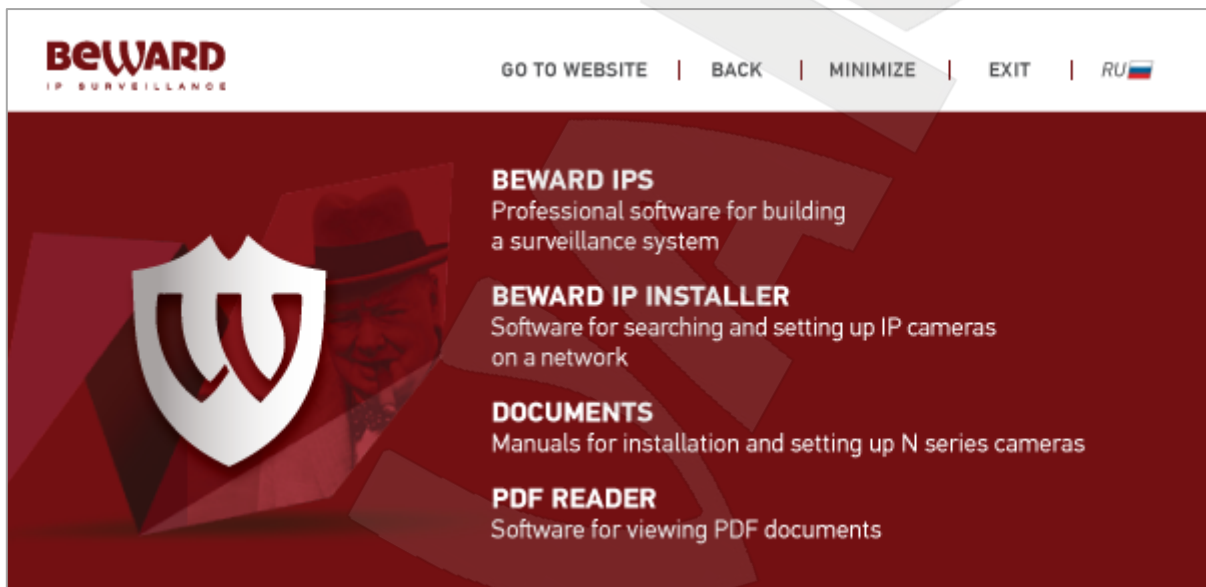 BEWARD
IP SURVEILLANCE
GO TO WEBSITE | BACK | MINIMIZE | EXIT | RU
BEWARD IPS
Professional software for building
a surveillance system
BEWARD IP INSTALLER
Software for searching and setting up IP cameras
on a network
DOCUMENTS
Manuals for installation and setting up N series cameras
PDF READER
Software for viewing PDF documents